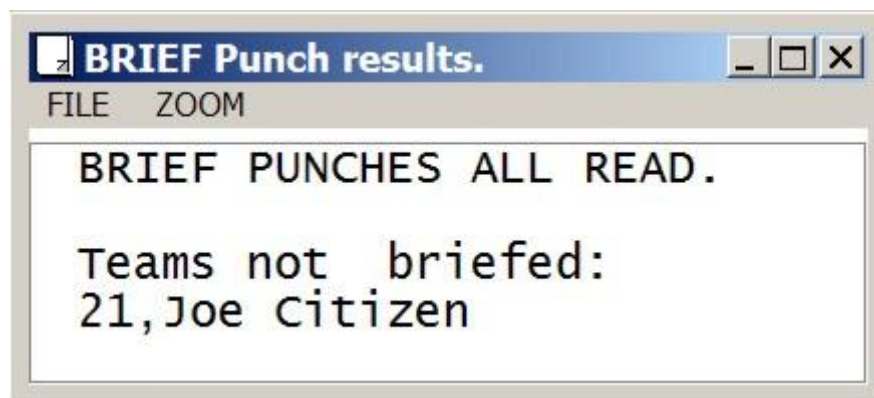 BRIEF Punch results.
FILE ZOOM
BRIEF PUNCHES ALL READ.
Teams not briefed:
21,Joe Citizen